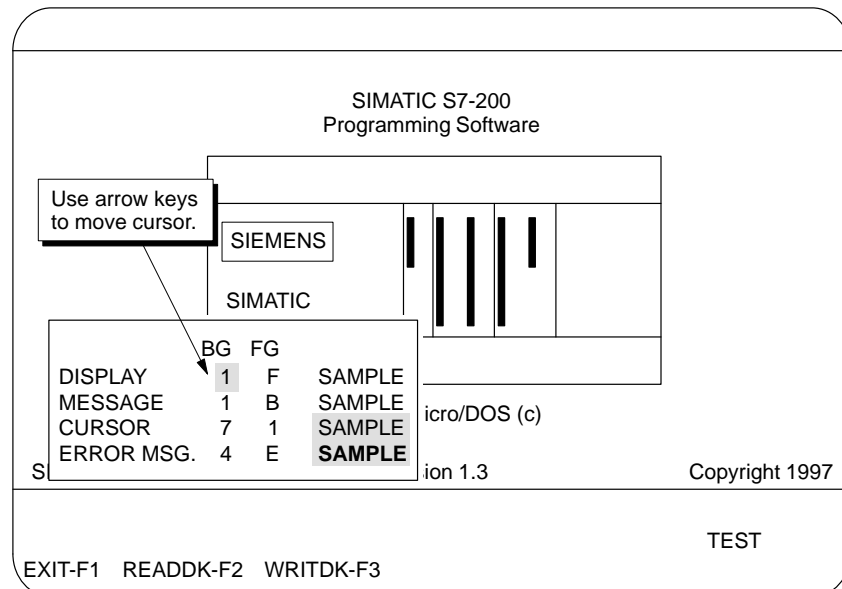 SIMATIC S7-200
Programming Software
Use arrow keys
to move cursor.
SIEMENS
SIMATIC
BG FG
DISPLAY 1 F SAMPLE
MESSAGE 1 B SAMPLE
CURSOR 7 1 SAMPLE
ERROR MSG. 4 E SAMPLE
icro/DOS (c)
SI ion 1.3 Copyright 1997
TEST
EXIT-F1 READDK-F2 WRITDK-F3